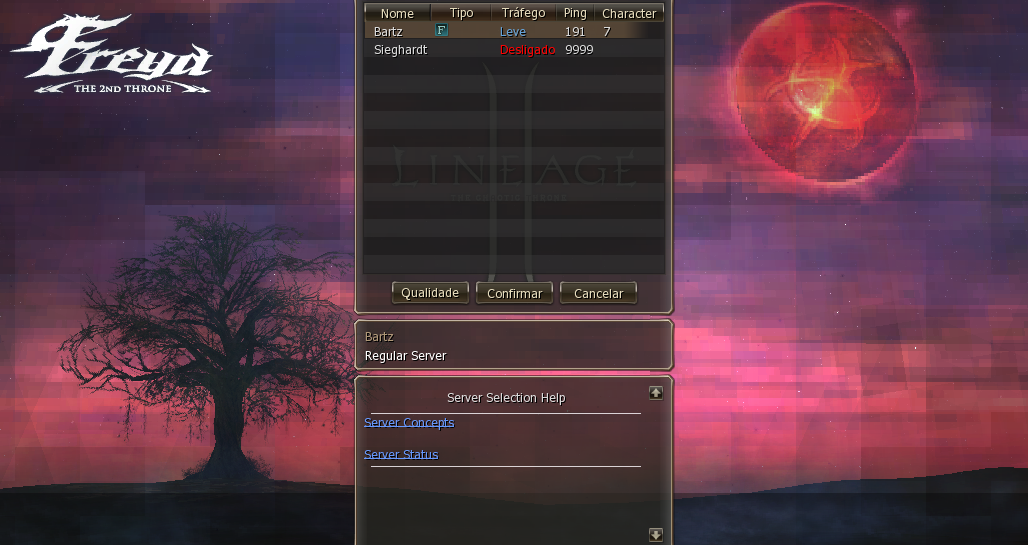 Freya
THE 2ND THRONE
Nome Tipo Tráfego Ping Character
Bartz F Leve 191 7
Sieghardt Desligado 9999
LINEAGE
Qualidade Confirmar Cancelar
Bartz
Regular Server
Server Selection Help
Server Concepts
Server Status